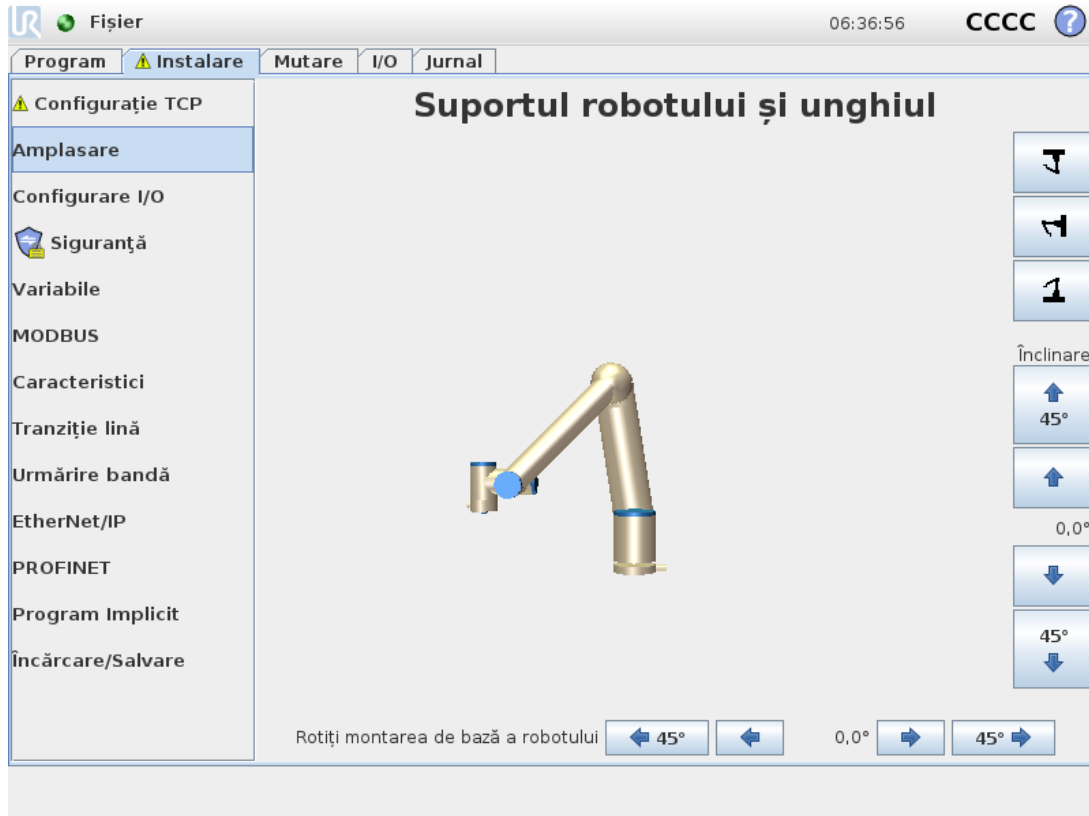 UR Fișier 06:36:56 CCCC ?
Program Instalare Mutare I/O Jurnal
Configurație TCP
Amplasare
Configurare I/O
Siguranță
Variabile
MODBUS
Caracteristici
Tranziție lină
Urmărire bandă
EtherNet/IP
PROFINET
Program Implicit
Încărcare/Salvare
Suportul robotului și unghiul
Înclinare
45°
0,0°
45°
Rotiți montarea de bază a robotului 45° 0,0° 45°